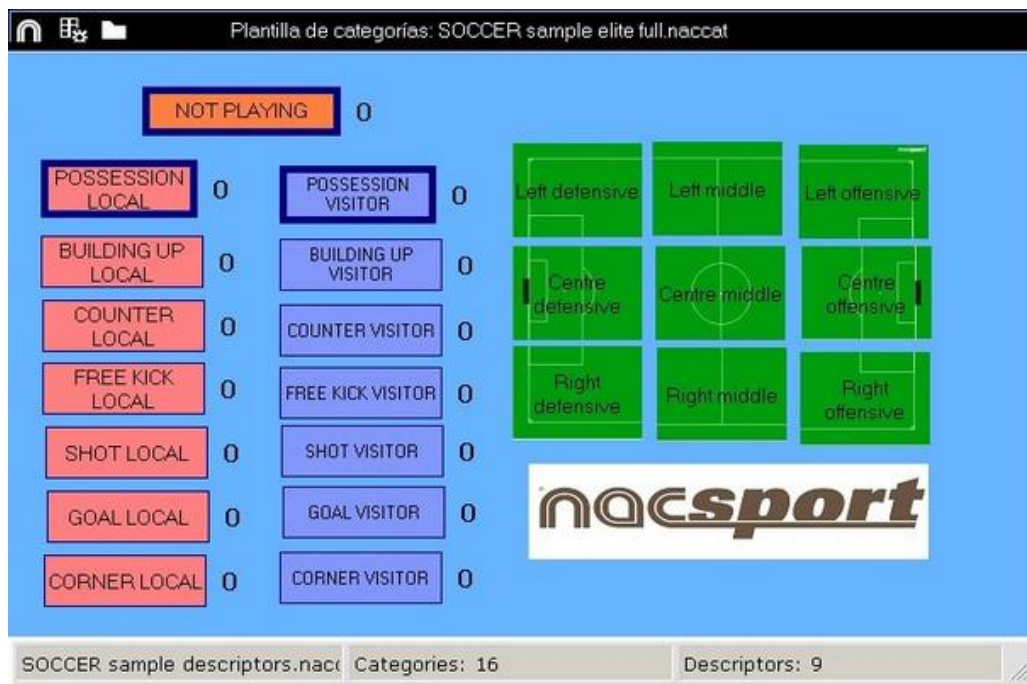 Plantilla de categorías: SOCCER sample elite full.naccat
NOT PLAYING 0
POSSESSION
LOCAL
0
POSSESSION
VISITOR
0
BUILDING UP
LOCAL
0
BUILDING UP
VISITOR
0
COUNTER
LOCAL
0
COUNTER VISITOR 0
FREE KICK
LOCAL
0
FREE KICK VISITOR 0
SHOT LOCAL 0
SHOT VISITOR 0
GOAL LOCAL 0
GOAL VISITOR 0
CORNER LOCAL 0
CORNER VISITOR 0
Left defensive
Left middle
Left offensive
Centre
defensive
Centre middle
Centre
offensive
Right
defensive
Right middle
Right
offensive
nacsport
SOCCER sample descriptors.nacc
Categories: 16
Descriptors: 9